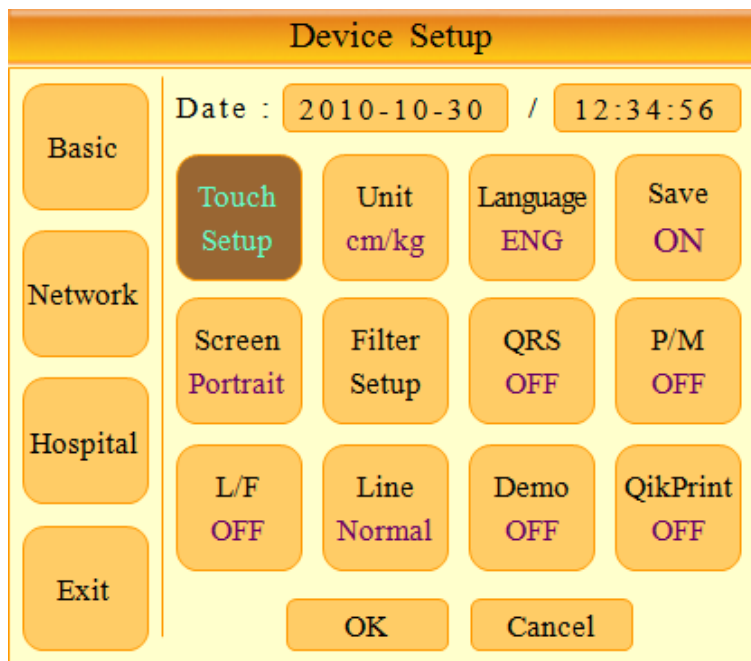 Device Setup
Date : 2010-10-30 / 12:34:56
Basic
Network
Hospital
Exit
Touch
Setup
Unit
cm/kg
Language
ENG
Save
ON
Screen
Portrait
Filter
Setup
QRS
OFF
P/M
OFF
L/F
OFF
Line
Normal
Demo
OFF
QikPrint
OFF
OK
Cancel